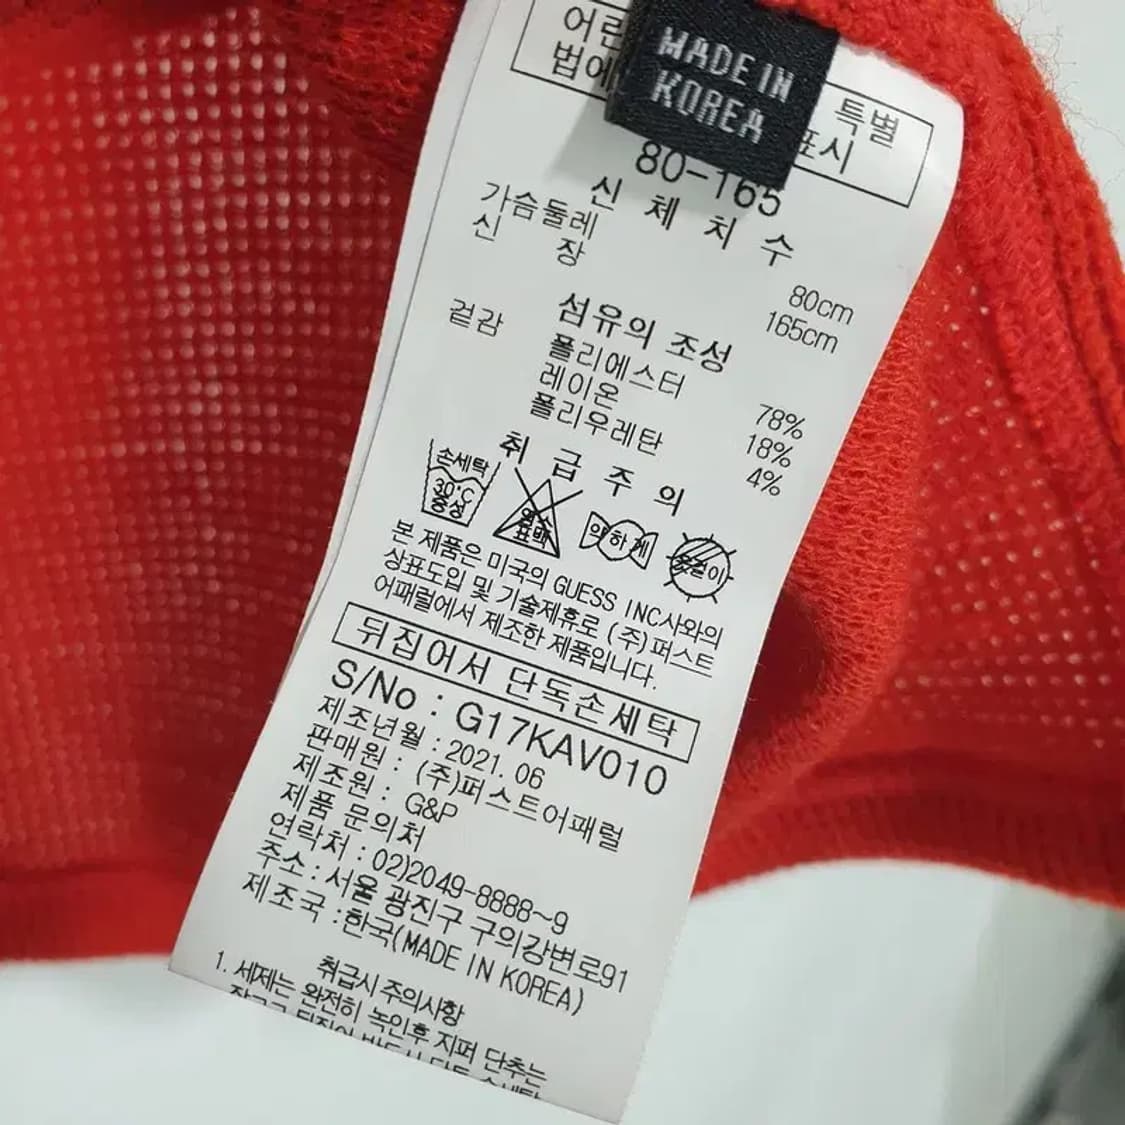 MADE IN
KOREA
특별
표시
80-165
신 체 치 수
가슴둘레 80cm
신 장 165cm
섬유의 조성
겉감 폴리에스터 78%
레이온 18%
폴리우레탄 4%
취 급 주 의
손세탁
30°C
중성
염소
표백
약하게
옷걸이
본 제품은 미국의 GUESS INC사와의
상표도입 및 기술제휴로 (주)퍼스트
어패럴에서 제조한 제품입니다.
뒤집어서 단독손세탁
S/No : G17KAV010
제조년월 : 2021. 06
판매원 : (주)퍼스트어패럴
제조원 : G&P
제품 문의처
연락처 : 02)2049-8888~9
주소 : 서울 광진구 구의강변로91
제조국 :한국(MADE IN KOREA)
취급시 주의사항
1. 세제는 완전히 녹인후 지퍼 단추는